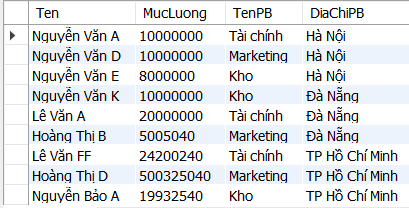 Ten MucLuong TenPB DiaChiPB
Nguyễn Văn A 10000000 Tài chính Hà Nội
Nguyễn Văn D 10000000 Marketing Hà Nội
Nguyễn Văn E 8000000 Kho Hà Nội
Nguyễn Văn K 10000000 Kho Đà Nẵng
Lê Văn A 20000000 Tài chính Đà Nẵng
Hoàng Thị B 5005040 Marketing Đà Nẵng
Lê Văn FF 24200240 Tài chính TP Hồ Chí Minh
Hoàng Thị D 500325040 Marketing TP Hồ Chí Minh
Nguyễn Bảo A 19932540 Kho TP Hồ Chí Minh